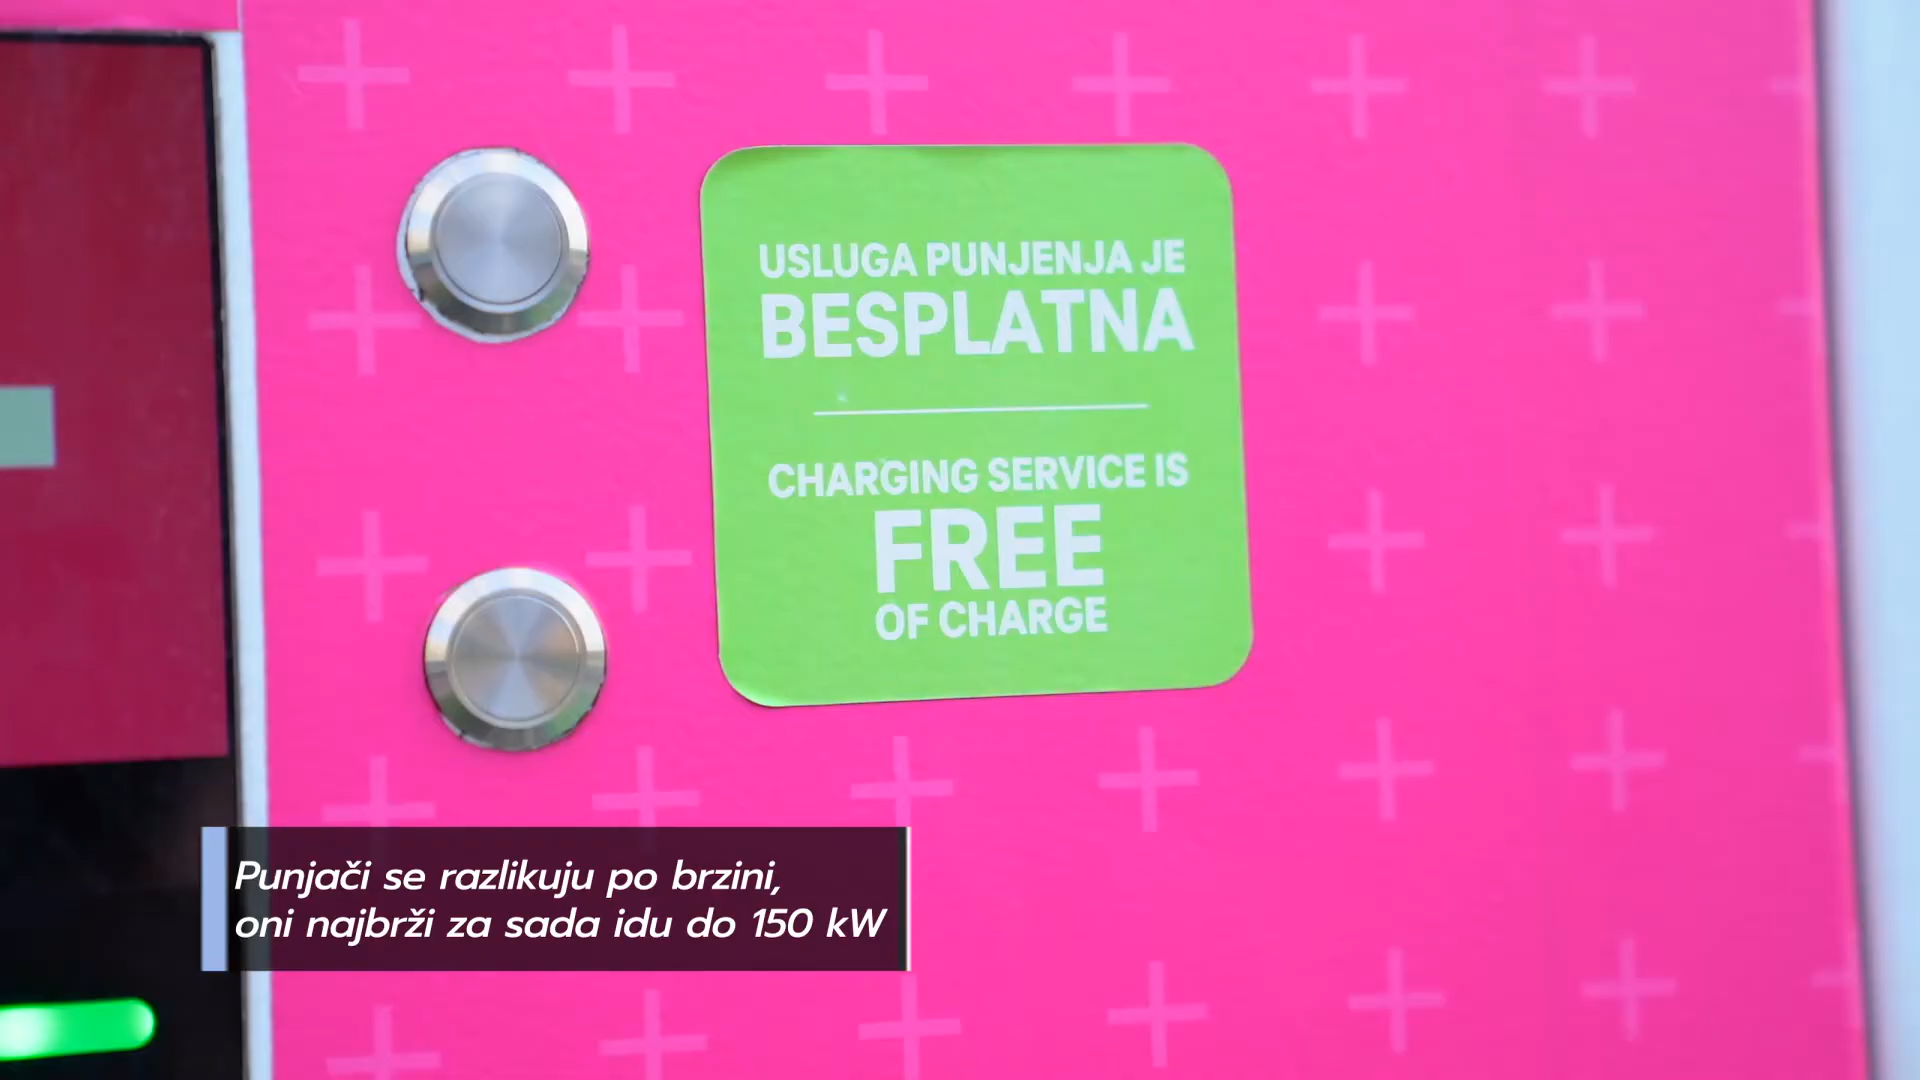 USLUGA PUNJENJA JE
BESPLATNA
CHARGING SERVICE IS
FREE
OF CHARGE
Punjači se razlikuju po brzini,
oni najbrži za sada idu do 150 kW